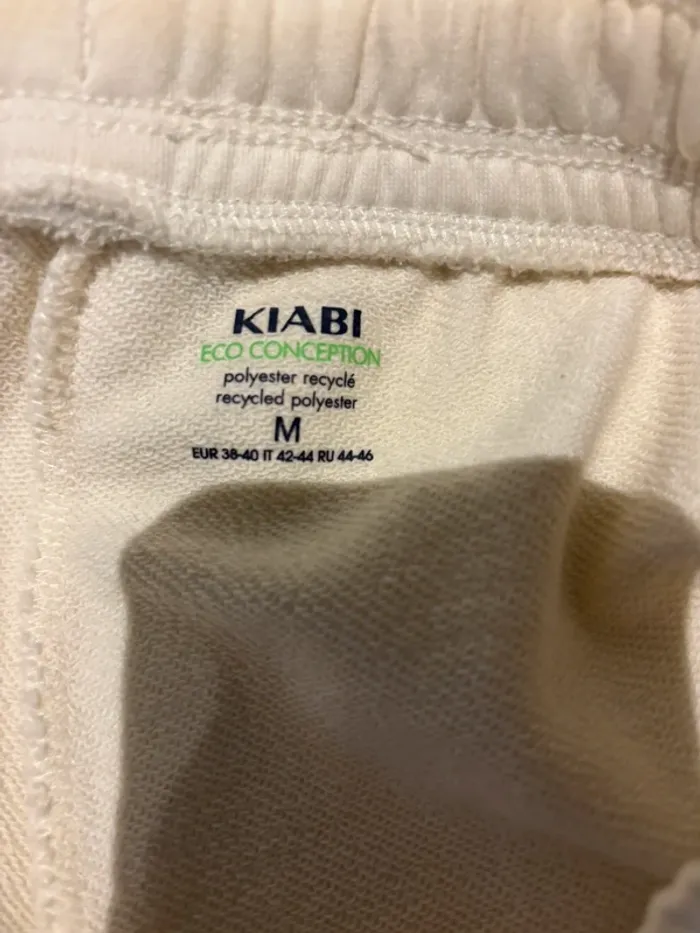 KIABI
ECO CONCEPTION
polyester recyclé
recycled polyester
M
EUR 38-40 IT 42-44 RU 44-46